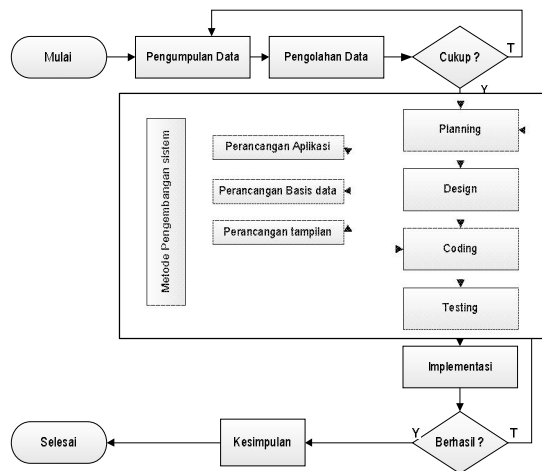 Mulai
Pengumpulan Data
Pengolahan Data
Cukup ?
T
Y
Metode Pengembangan sistem
Perancangan Aplikasi
Perancangan Basis data
Perancangan tampilan
Planning
Design
Coding
Testing
Implementasi
Berhasil ?
Y
T
Kesimpulan
Selesai